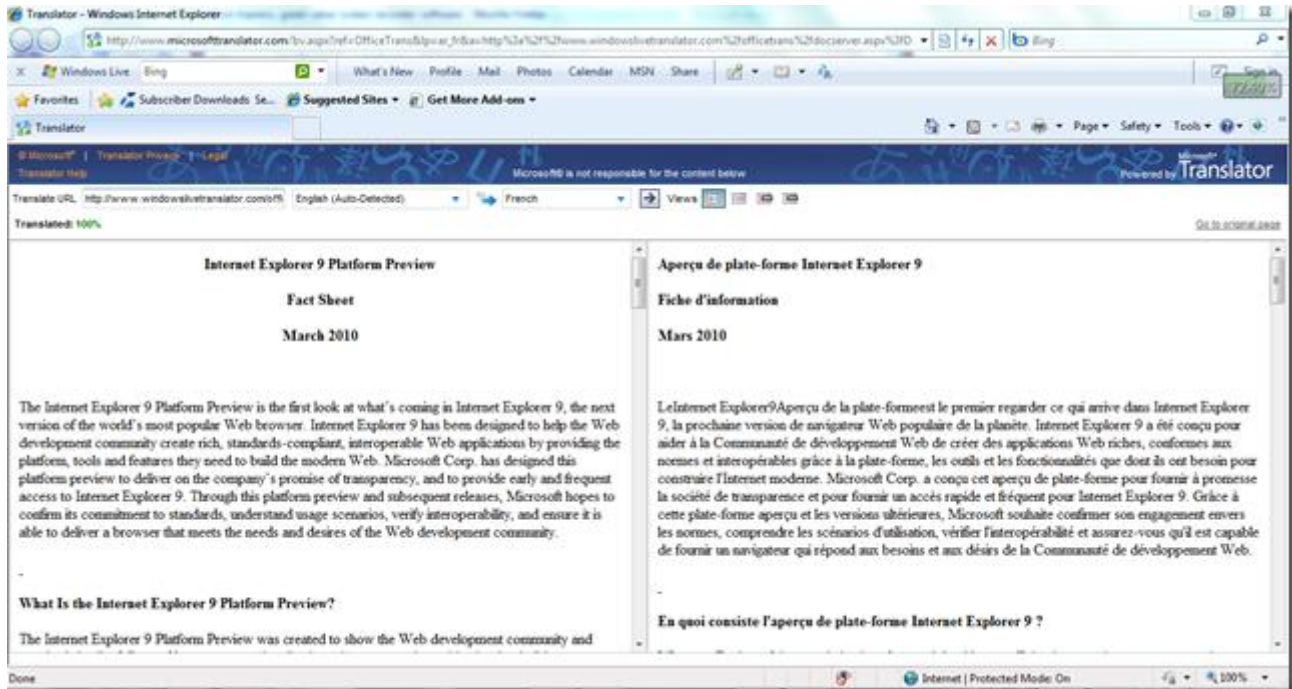 Translator - Windows Internet Explorer
Bing
Windows Live Bing What's New Profile Mail Photos Calendar MSN Share Sign in
Favorites Subscriber Downloads Se... Suggested Sites Get More Add-ons
Translator Page Safety Tools
© Microsoft® | Translator Privacy | Legal
Translator Help Microsoft® is not responsible for the content below Powered by Microsoft® Translator
Translate URL English (Auto-Detected) French Views
Translated: 100% Go to original page
Internet Explorer 9 Platform Preview
Fact Sheet
March 2010
The Internet Explorer 9 Platform Preview is the first look at what's coming in Internet Explorer 9, the next
version of the world's most popular Web browser. Internet Explorer 9 has been designed to help the Web
development community create rich, standards-compliant, interoperable Web applications by providing the
platform, tools and features they need to build the modern Web. Microsoft Corp. has designed this
platform preview to deliver on the company's promise of transparency, and to provide early and frequent
access to Internet Explorer 9. Through this platform preview and subsequent releases, Microsoft hopes to
confirm its commitment to standards, understand usage scenarios, verify interoperability, and ensure it is
able to deliver a browser that meets the needs and desires of the Web development community.
-
What Is the Internet Explorer 9 Platform Preview?
The Internet Explorer 9 Platform Preview was created to show the Web development community and
Aperçu de plate-forme Internet Explorer 9
Fiche d'information
Mars 2010
LeInternet Explorer9Aperçu de la plate-formeest le premier regarder ce qui arrive dans Internet Explorer
9, la prochaine version de navigateur Web populaire de la planète. Internet Explorer 9 a été conçu pour
aider à la Communauté de développement Web de créer des applications Web riches, conformes aux
normes et interopérables grâce à la plate-forme, les outils et les fonctionnalités que dont ils ont besoin pour
construire l'Internet moderne. Microsoft Corp. a conçu cet aperçu de plate-forme pour fournir à promesse
la société de transparence et pour fournir un accès rapide et fréquent pour Internet Explorer 9. Grâce à
cette plate-forme aperçu et les versions ultérieures, Microsoft souhaite confirmer son engagement envers
les normes, comprendre les scénarios d'utilisation, vérifier l'interopérabilité et assurez-vous qu'il est capable
de fournir un navigateur qui répond aux besoins et aux désirs de la Communauté de développement Web.
-
En quoi consiste l'aperçu de plate-forme Internet Explorer 9 ?
Done Internet | Protected Mode: On 100%